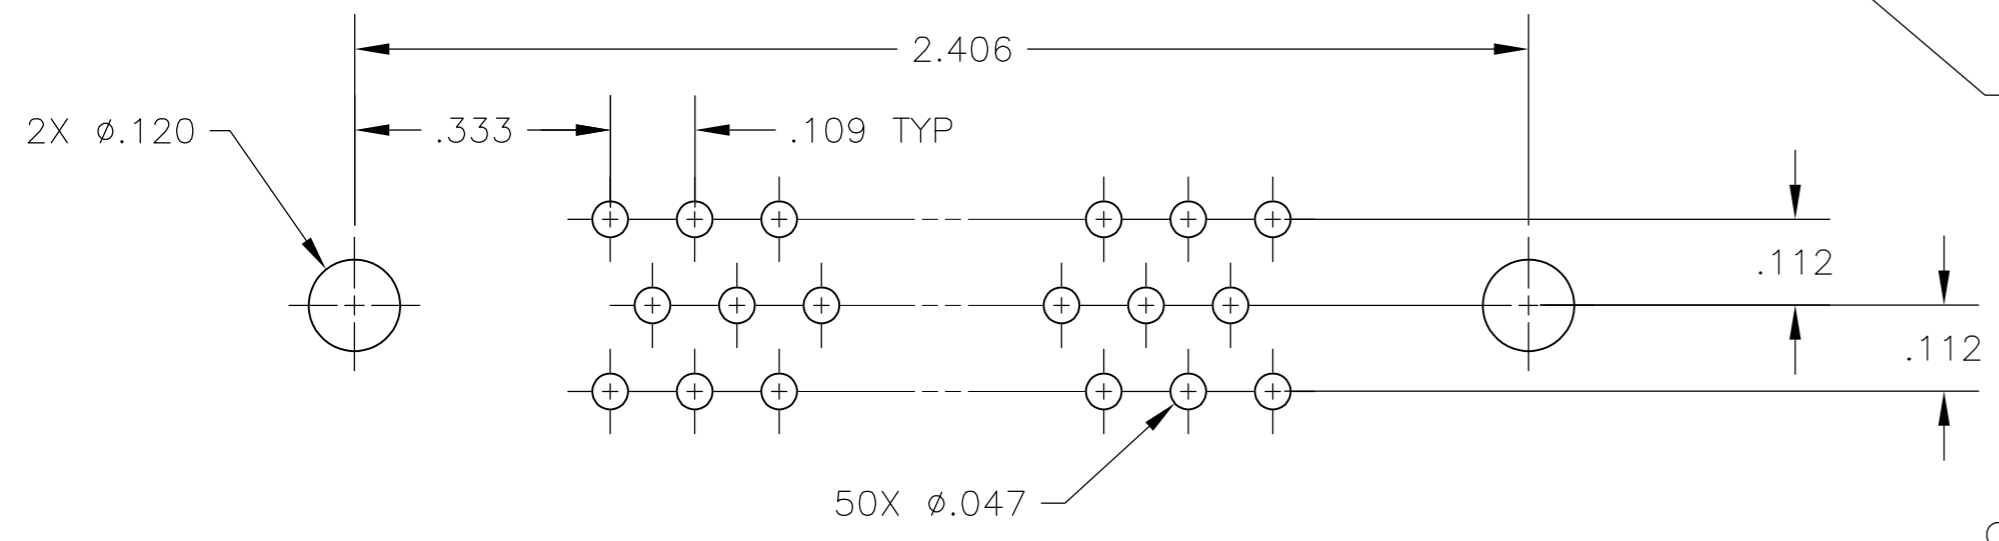 2.406
2X ⌀.120
.333
.109 TYP
.112
.112
50X ⌀.047